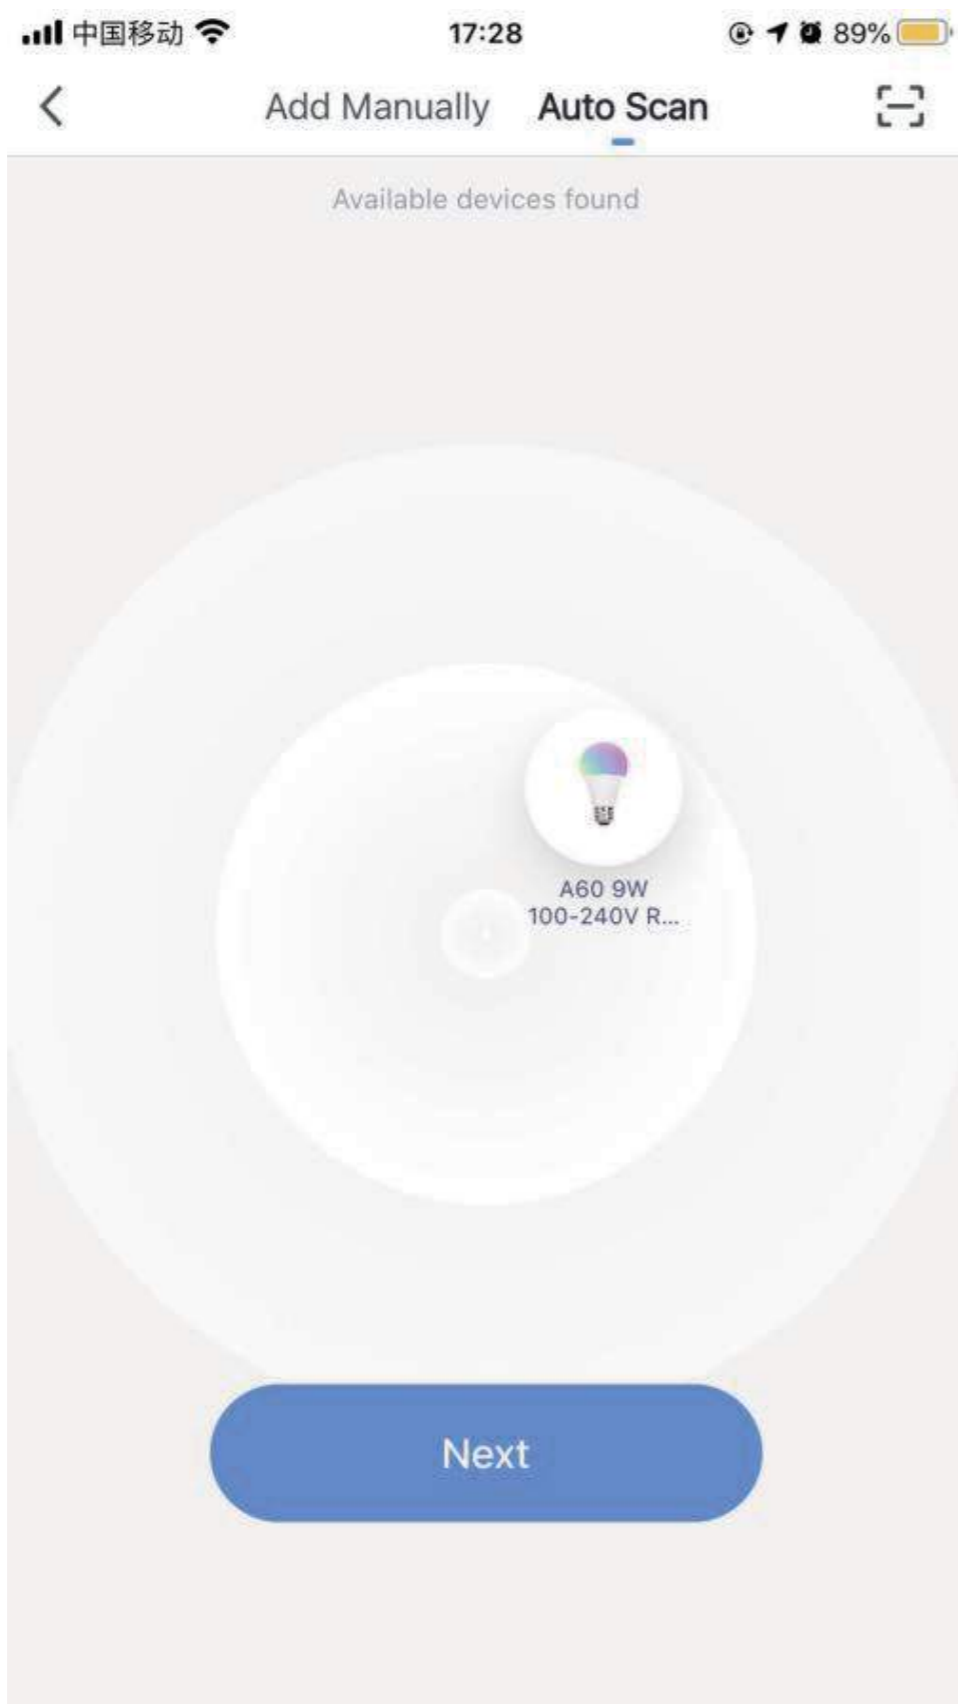 中国移动 17:28 89%
Add Manually Auto Scan
Available devices found
A60 9W
100-240V R...
Next